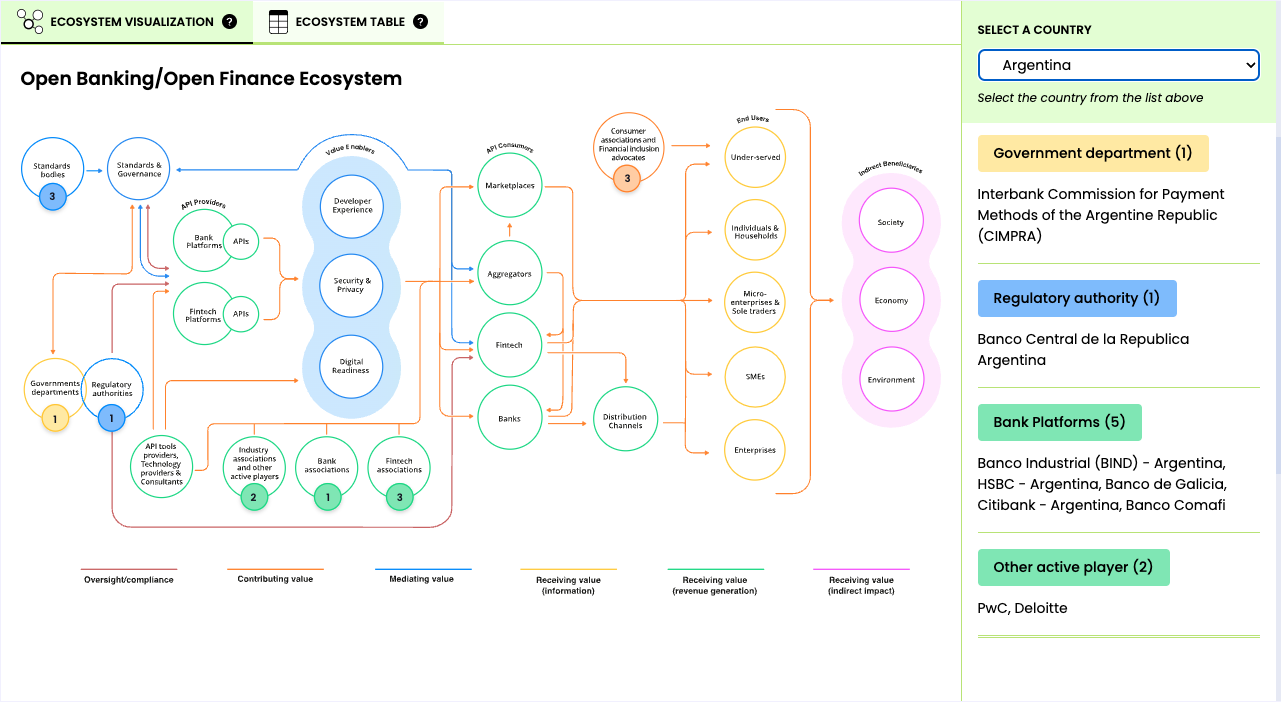 ECOSYSTEM VISUALIZATION ?
ECOSYSTEM TABLE ?
Open Banking/Open Finance Ecosystem
Standards
bodies
3
Standards &
Governance
API Providers
Bank
Platforms
APIs
Fintech
Platforms
APIs
Governments
departments
1
Regulatory
authorities
1
API tools
providers,
Technology
providers &
Consultants
Value Enablers
Developer
Experience
Security &
Privacy
Digital
Readiness
Industry
associations
and other
active players
2
Bank
associations
1
Fintech
associations
3
API Consumers
Marketplaces
Aggregators
Fintech
Banks
Consumer
associations and
Financial inclusion
advocates
3
Distribution
Channels
End Users
Under-served
Individuals &
Households
Micro-
enterprises &
Sole traders
SMEs
Enterprises
Indirect Beneficiaries
Society
Economy
Environment
Oversight/compliance
Contributing value
Mediating value
Receiving value
(information)
Receiving value
(revenue generation)
Receiving value
(indirect impact)
SELECT A COUNTRY
Argentina
Select the country from the list above
Government department (1)
Interbank Commission for Payment
Methods of the Argentine Republic
(CIMPRA)
Regulatory authority (1)
Banco Central de la Republica
Argentina
Bank Platforms (5)
Banco Industrial (BIND) - Argentina,
HSBC - Argentina, Banco de Galicia,
Citibank - Argentina, Banco Comafi
Other active player (2)
PwC, Deloitte